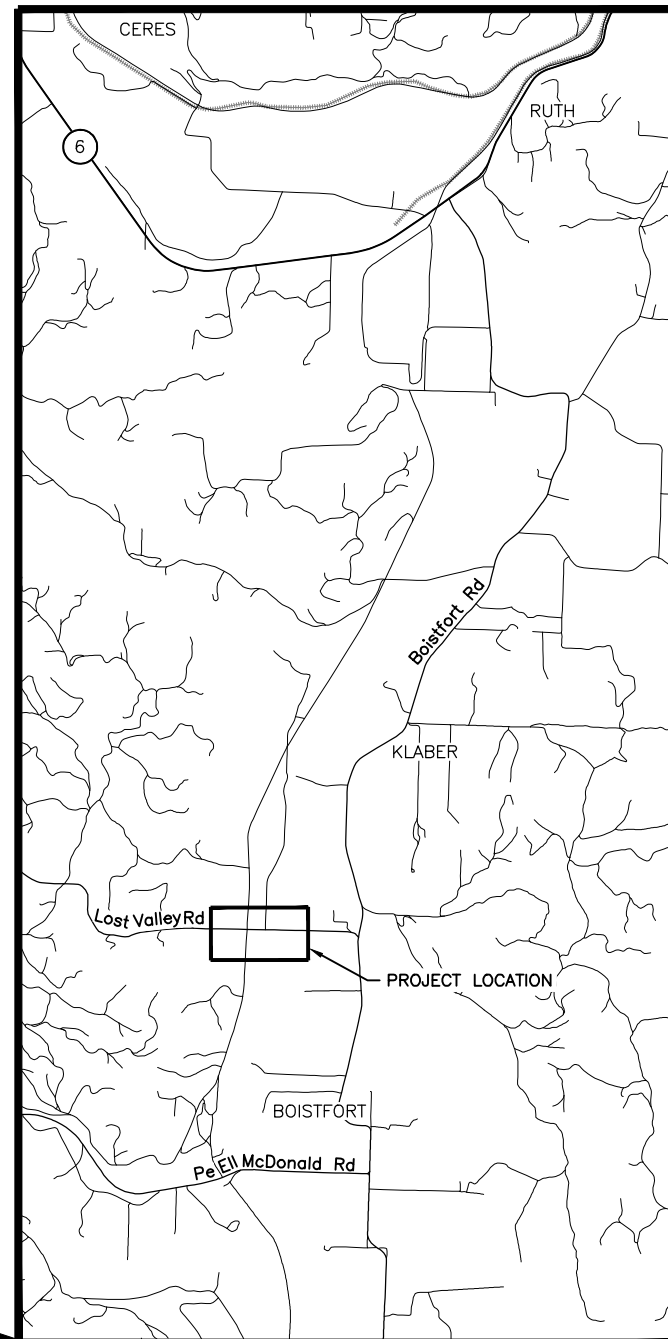 CERES
RUTH
6
Boistfort Rd
KLABER
Lost Valley Rd
PROJECT LOCATION
BOISTFORT
Pe Ell McDonald Rd